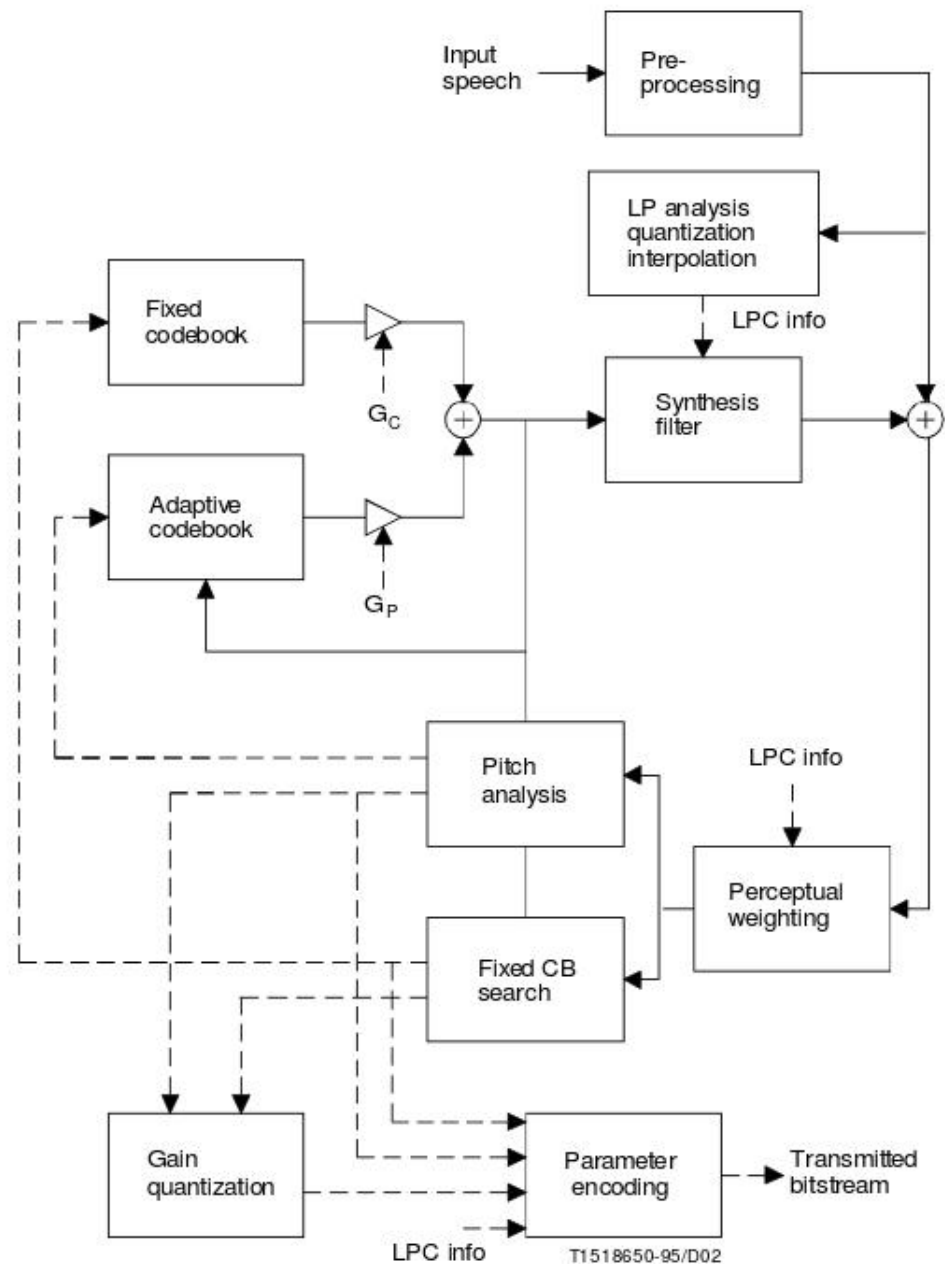 Input
speech
Pre-
processing
LP analysis
quantization
interpolation
LPC info
Fixed
codebook
G_C
+
Synthesis
filter
+
Adaptive
codebook
G_P
Pitch
analysis
LPC info
Perceptual
weighting
Fixed CB
search
Gain
quantization
Parameter
encoding
Transmitted
bitstream
LPC info
T1518650-95/D02